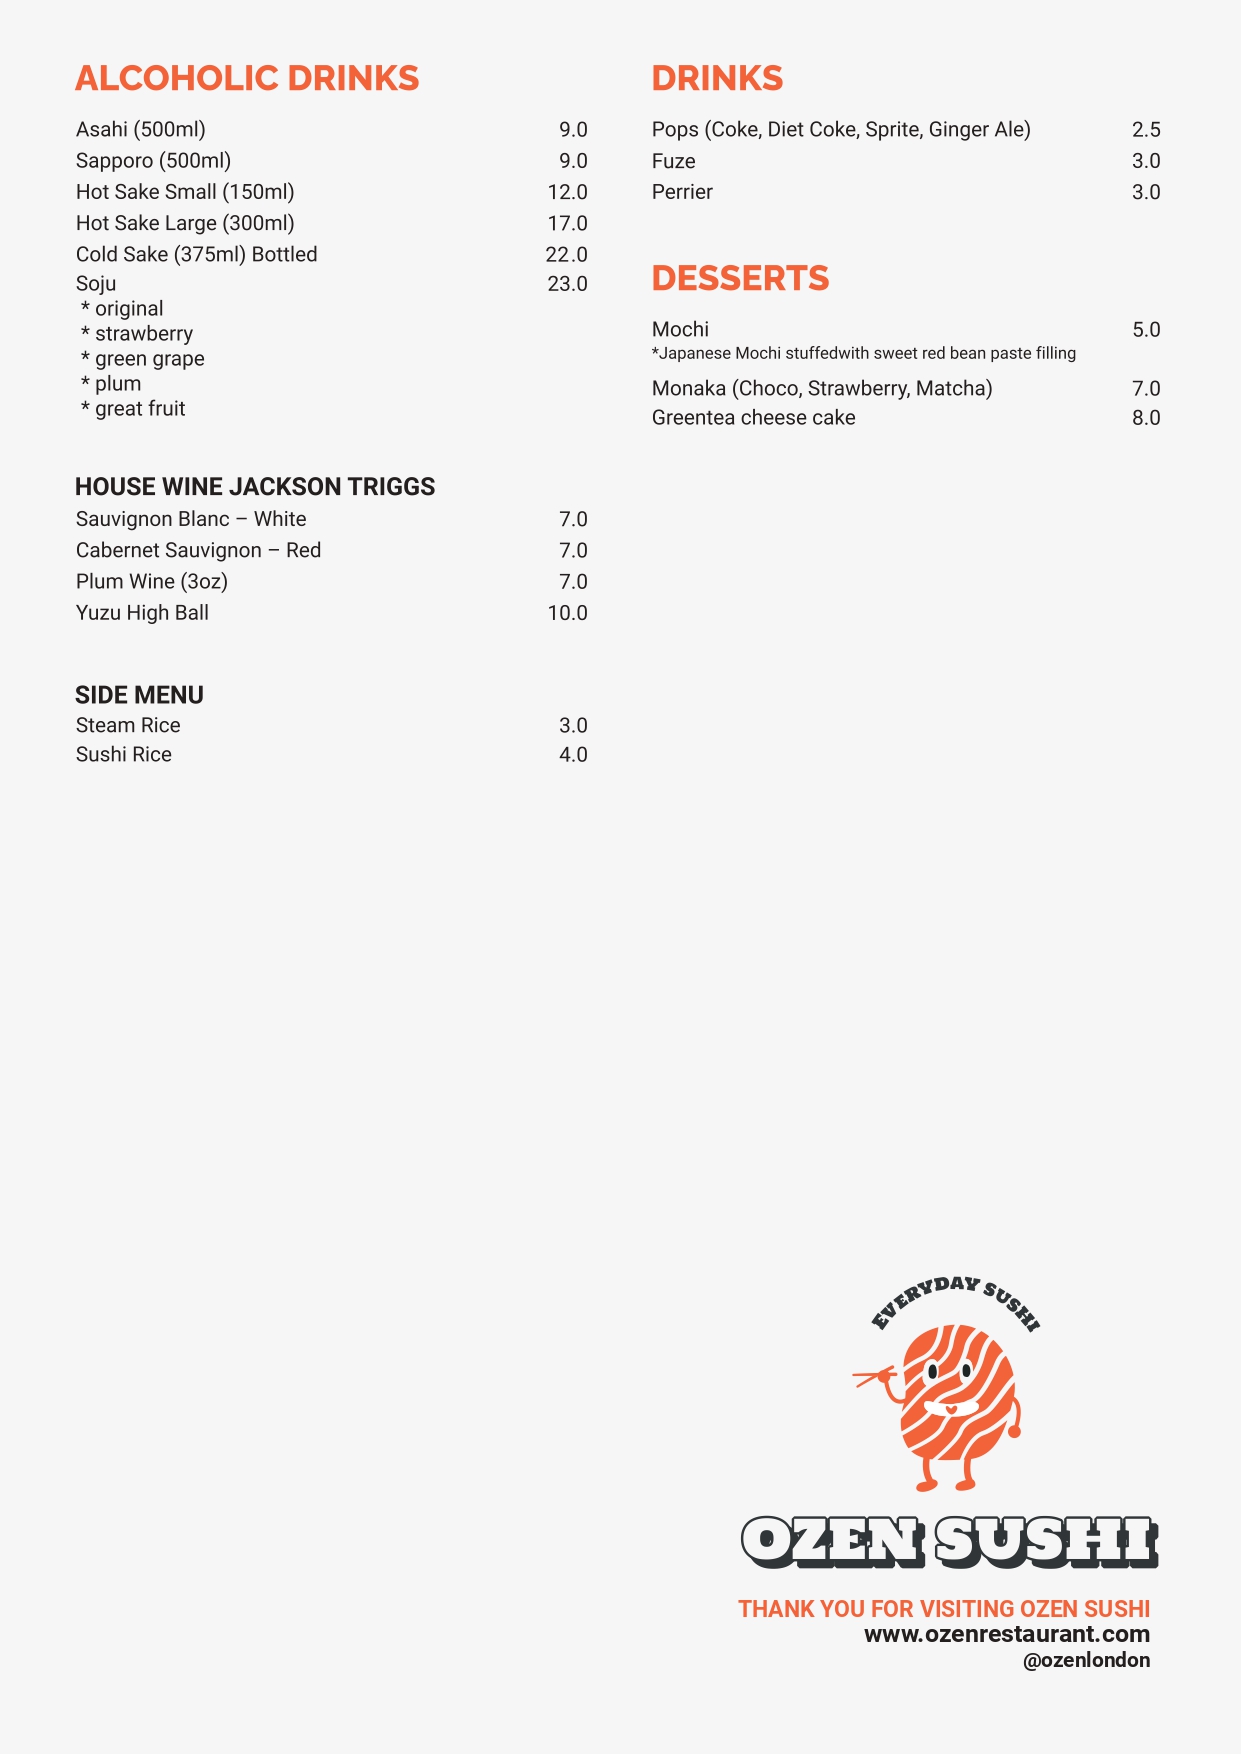 ALCOHOLIC DRINKS
Asahi (500ml) 9.0
Sapporo (500ml) 9.0
Hot Sake Small (150ml) 12.0
Hot Sake Large (300ml) 17.0
Cold Sake (375ml) Bottled 22.0
Soju 23.0
* original
* strawberry
* green grape
* plum
* great fruit
HOUSE WINE JACKSON TRIGGS
Sauvignon Blanc – White 7.0
Cabernet Sauvignon – Red 7.0
Plum Wine (3oz) 7.0
Yuzu High Ball 10.0
SIDE MENU
Steam Rice 3.0
Sushi Rice 4.0
DRINKS
Pops (Coke, Diet Coke, Sprite, Ginger Ale) 2.5
Fuze 3.0
Perrier 3.0
DESSERTS
Mochi 5.0
*Japanese Mochi stuffedwith sweet red bean paste filling
Monaka (Choco, Strawberry, Matcha) 7.0
Greentea cheese cake 8.0
EVERYDAY SUSHI
OZEN SUSHI
THANK YOU FOR VISITING OZEN SUSHI
www.ozenrestaurant.com
@ozenlondon